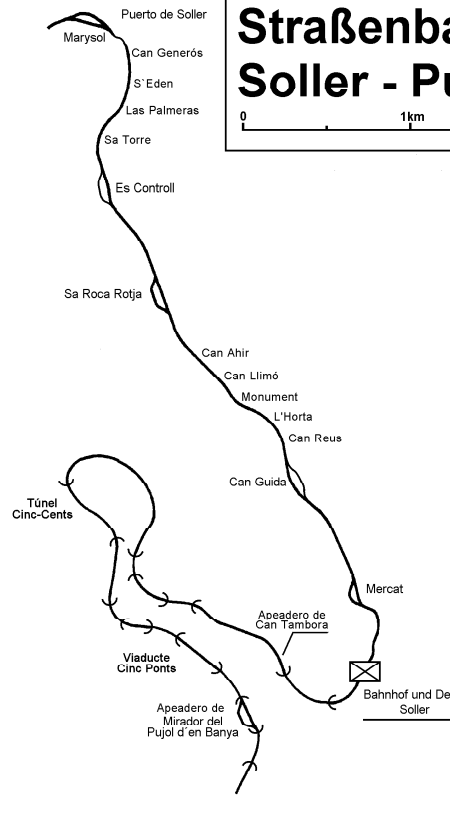 Straßenba
Soller - Pu
0
1km
Puerto de Soller
Marysol
Can Generós
S`Eden
Las Palmeras
Sa Torre
Es Controll
Sa Roca Rotja
Can Ahir
Can Llimó
Monument
L'Horta
Can Reus
Can Guida
Túnel
Cinc-Cents
Mercat
Apeadero de
Can Tambora
Viaducte
Cinc Ponts
Bahnhof und De
Soller
Apeadero de
Mirador del
Pujol d´en Banya